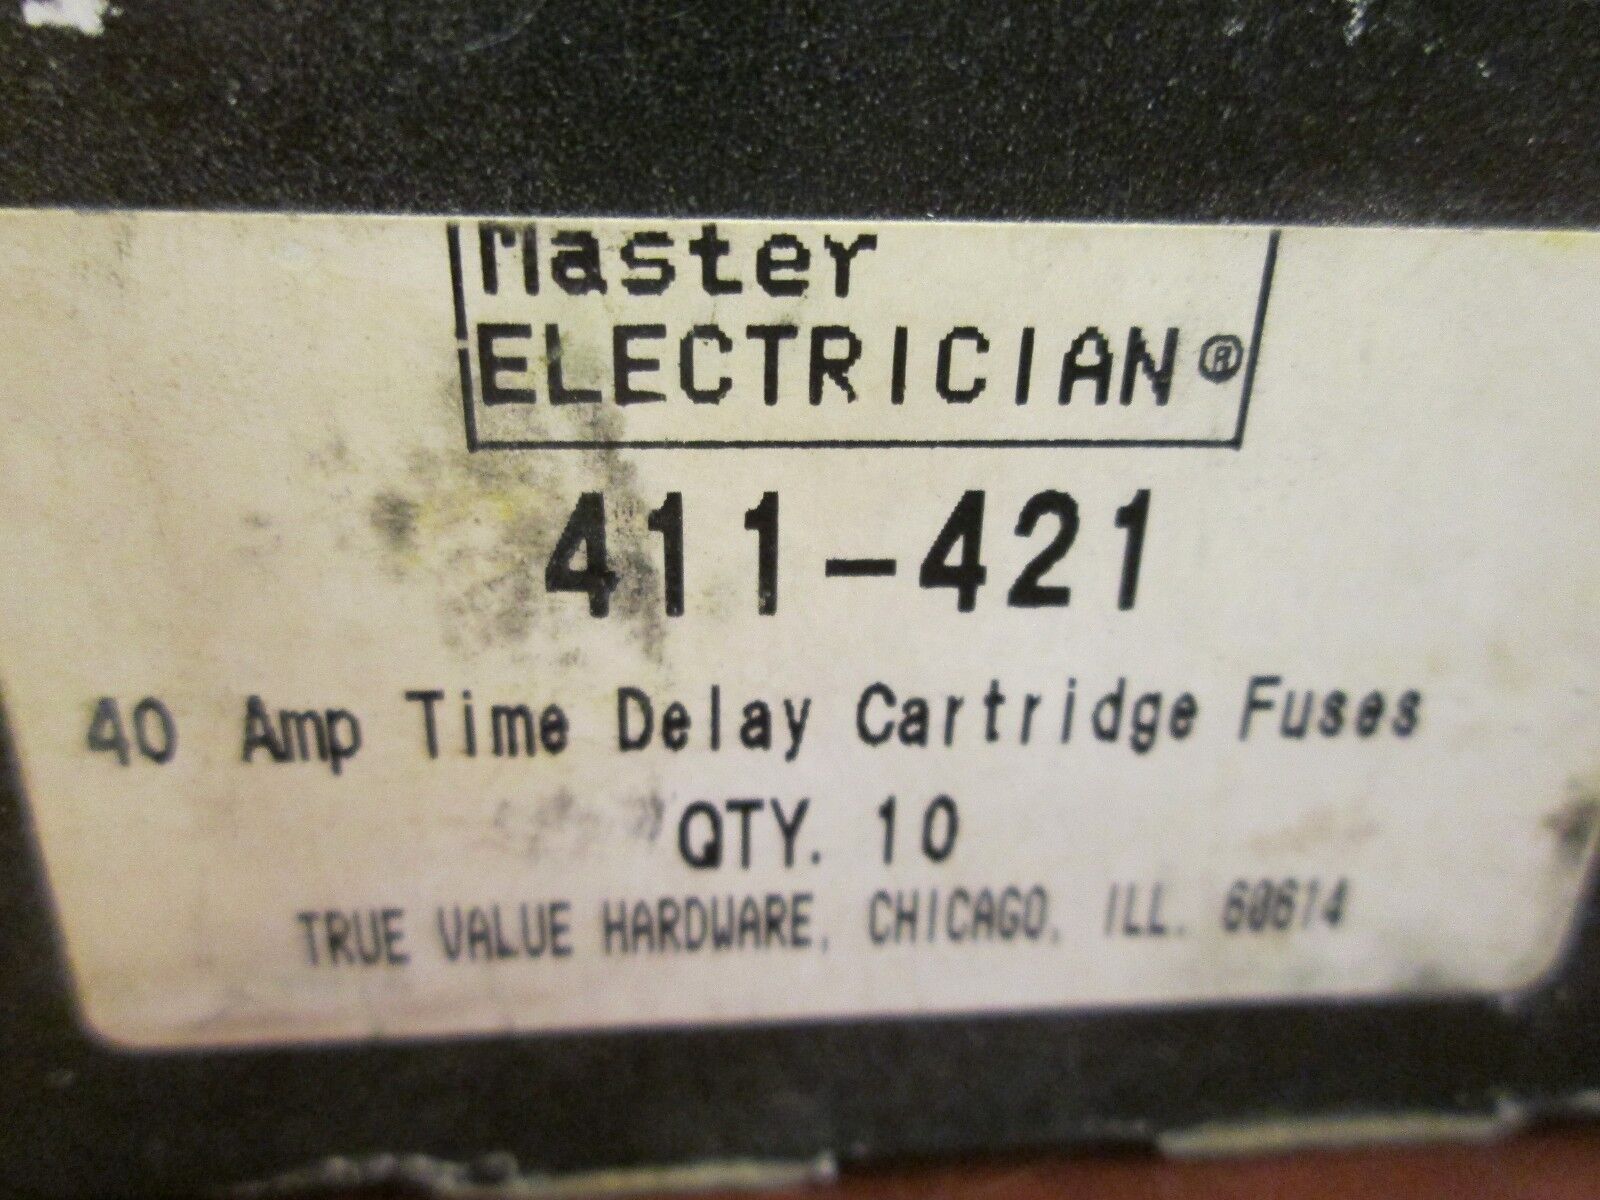 Master
ELECTRICIAN®
411-421
40 Amp Time Delay Cartridge Fuses
QTY. 10
TRUE VALUE HARDWARE, CHICAGO, ILL. 60614